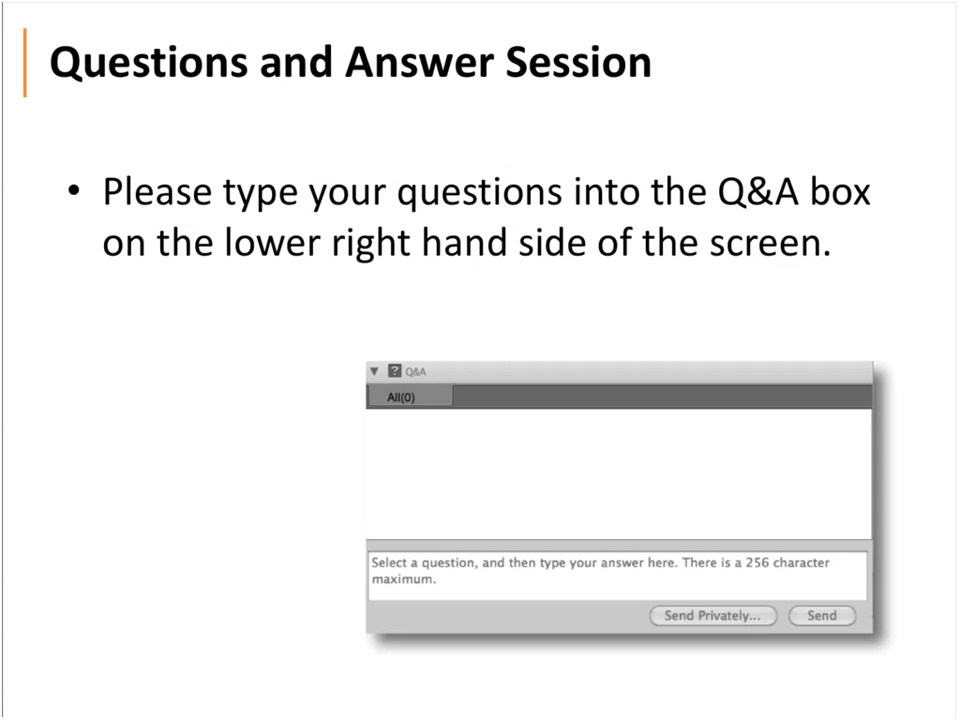 Questions and Answer Session
• Please type your questions into the Q&A box
on the lower right hand side of the screen.
▼ ? Q&A
All(0)
Select a question, and then type your answer here. There is a 256 character
maximum.
Send Privately... Send